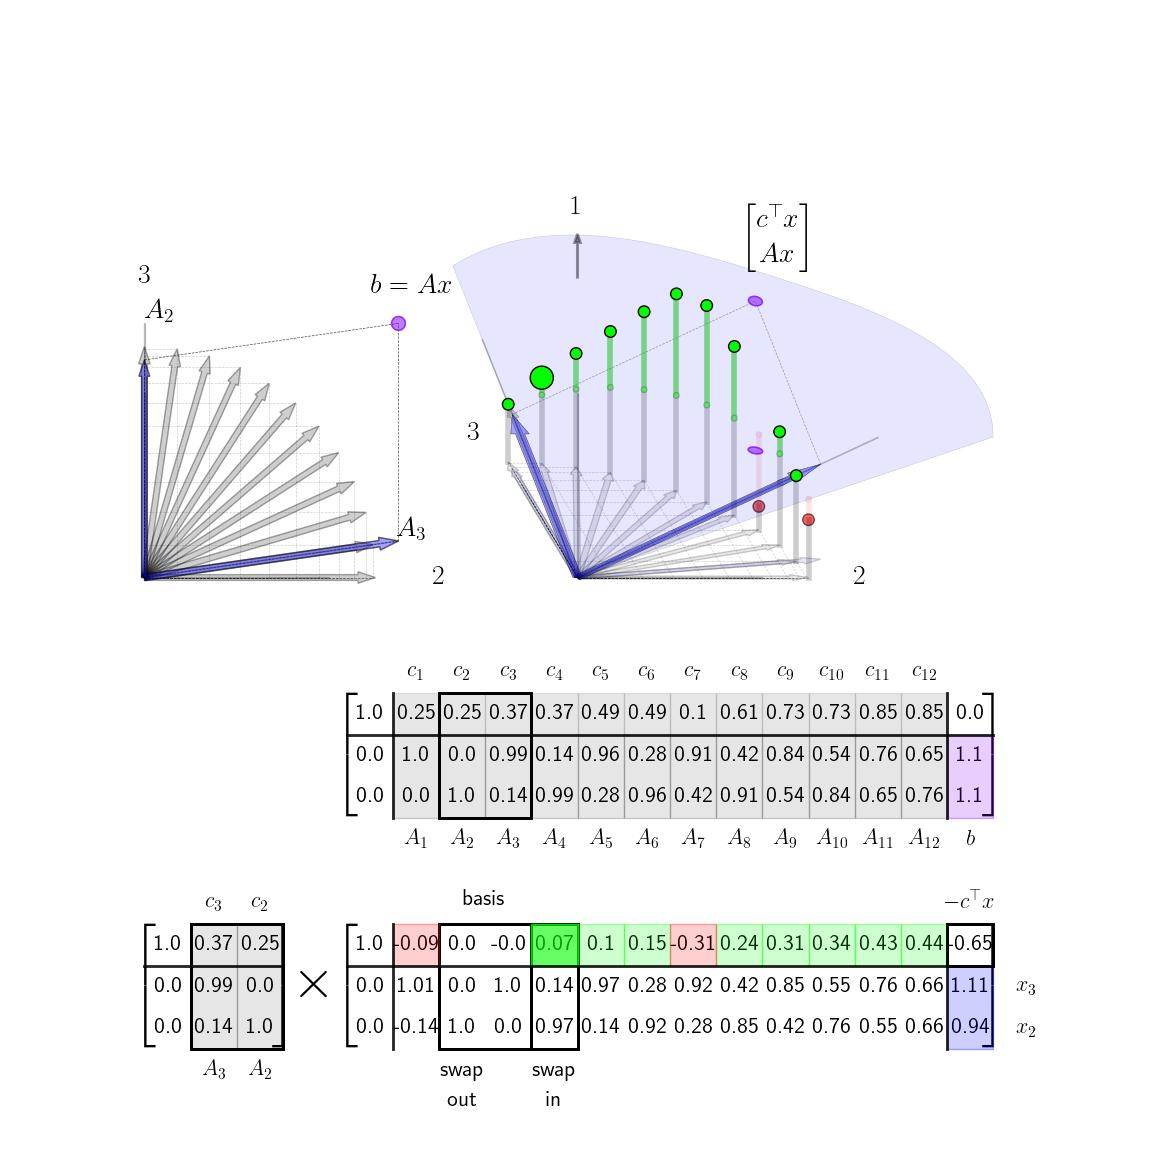 1
c⊤x
Ax
3
A2
b = Ax
3
A3
2
2
c1 c2 c3 c4 c5 c6 c7 c8 c9 c10 c11 c12
1.0 0.25 0.25 0.37 0.37 0.49 0.49 0.1 0.61 0.73 0.73 0.85 0.85 0.0
0.0 1.0 0.0 0.99 0.14 0.96 0.28 0.91 0.42 0.84 0.54 0.76 0.65 1.1
0.0 0.0 1.0 0.14 0.99 0.28 0.96 0.42 0.91 0.54 0.84 0.65 0.76 1.1
A1 A2 A3 A4 A5 A6 A7 A8 A9 A10 A11 A12 b
c3 c2 basis −c⊤x
1.0 0.37 0.25 × 1.0 -0.09 0.0 -0.0 0.07 0.1 0.15 -0.31 0.24 0.31 0.34 0.43 0.44 -0.65
0.0 0.99 0.0 0.0 1.01 0.0 1.0 0.14 0.97 0.28 0.92 0.42 0.85 0.55 0.76 0.66 1.11 x3
0.0 0.14 1.0 0.0 -0.14 1.0 0.0 0.97 0.14 0.92 0.28 0.85 0.42 0.76 0.55 0.66 0.94 x2
A3 A2 swap swap
out in